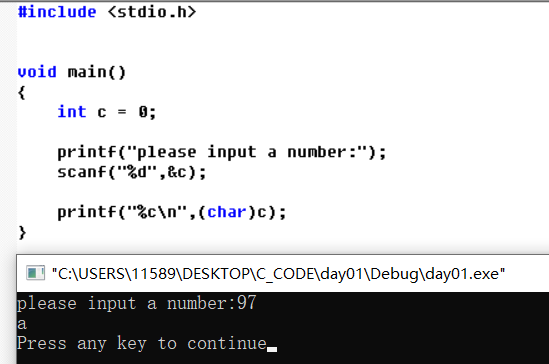 #include <stdio.h>
void main()
{
int c = 0;
printf("please input a number:");
scanf("%d",&c);
printf("%c\n",(char)c);
}
"C:\USERS\11589\DESKTOP\C_CODE\day01\Debug\day01.exe"
please input a number:97
a
Press any key to continue